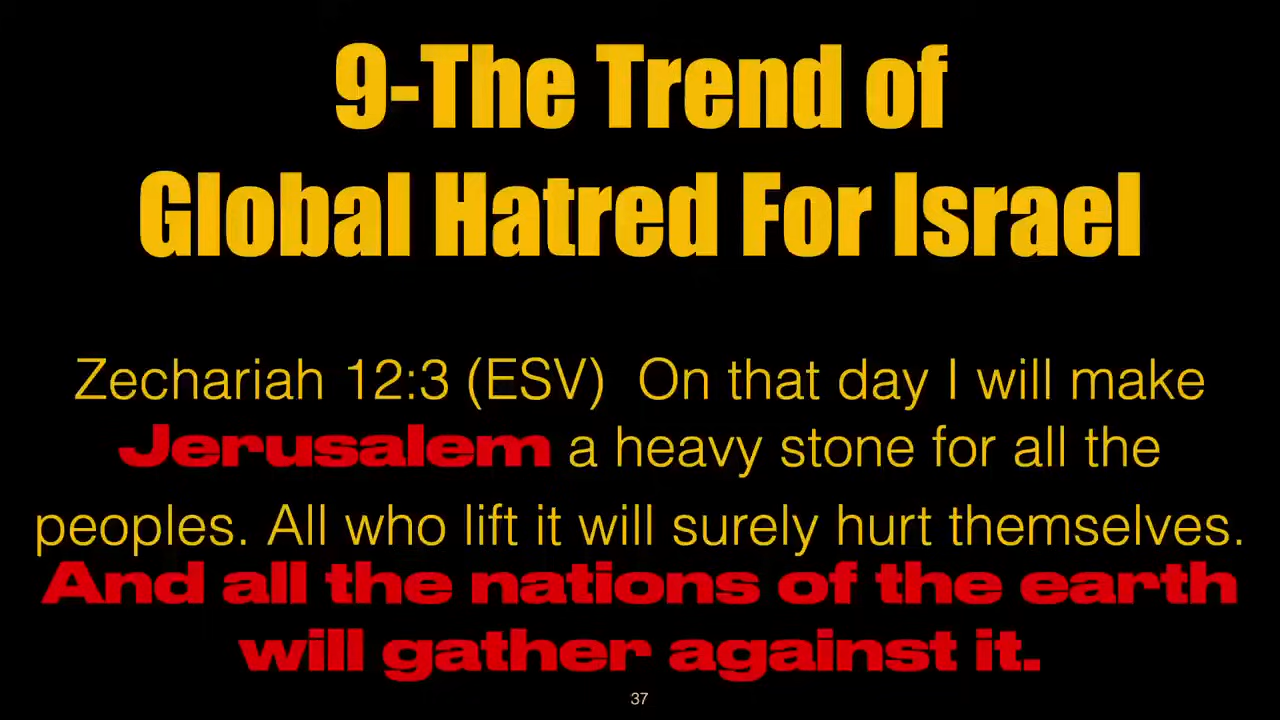 9-The Trend of
Global Hatred For Israel
Zechariah 12:3 (ESV)  On that day I will make
Jerusalem a heavy stone for all the
peoples. All who lift it will surely hurt themselves.
And all the nations of the earth
will gather against it.
37